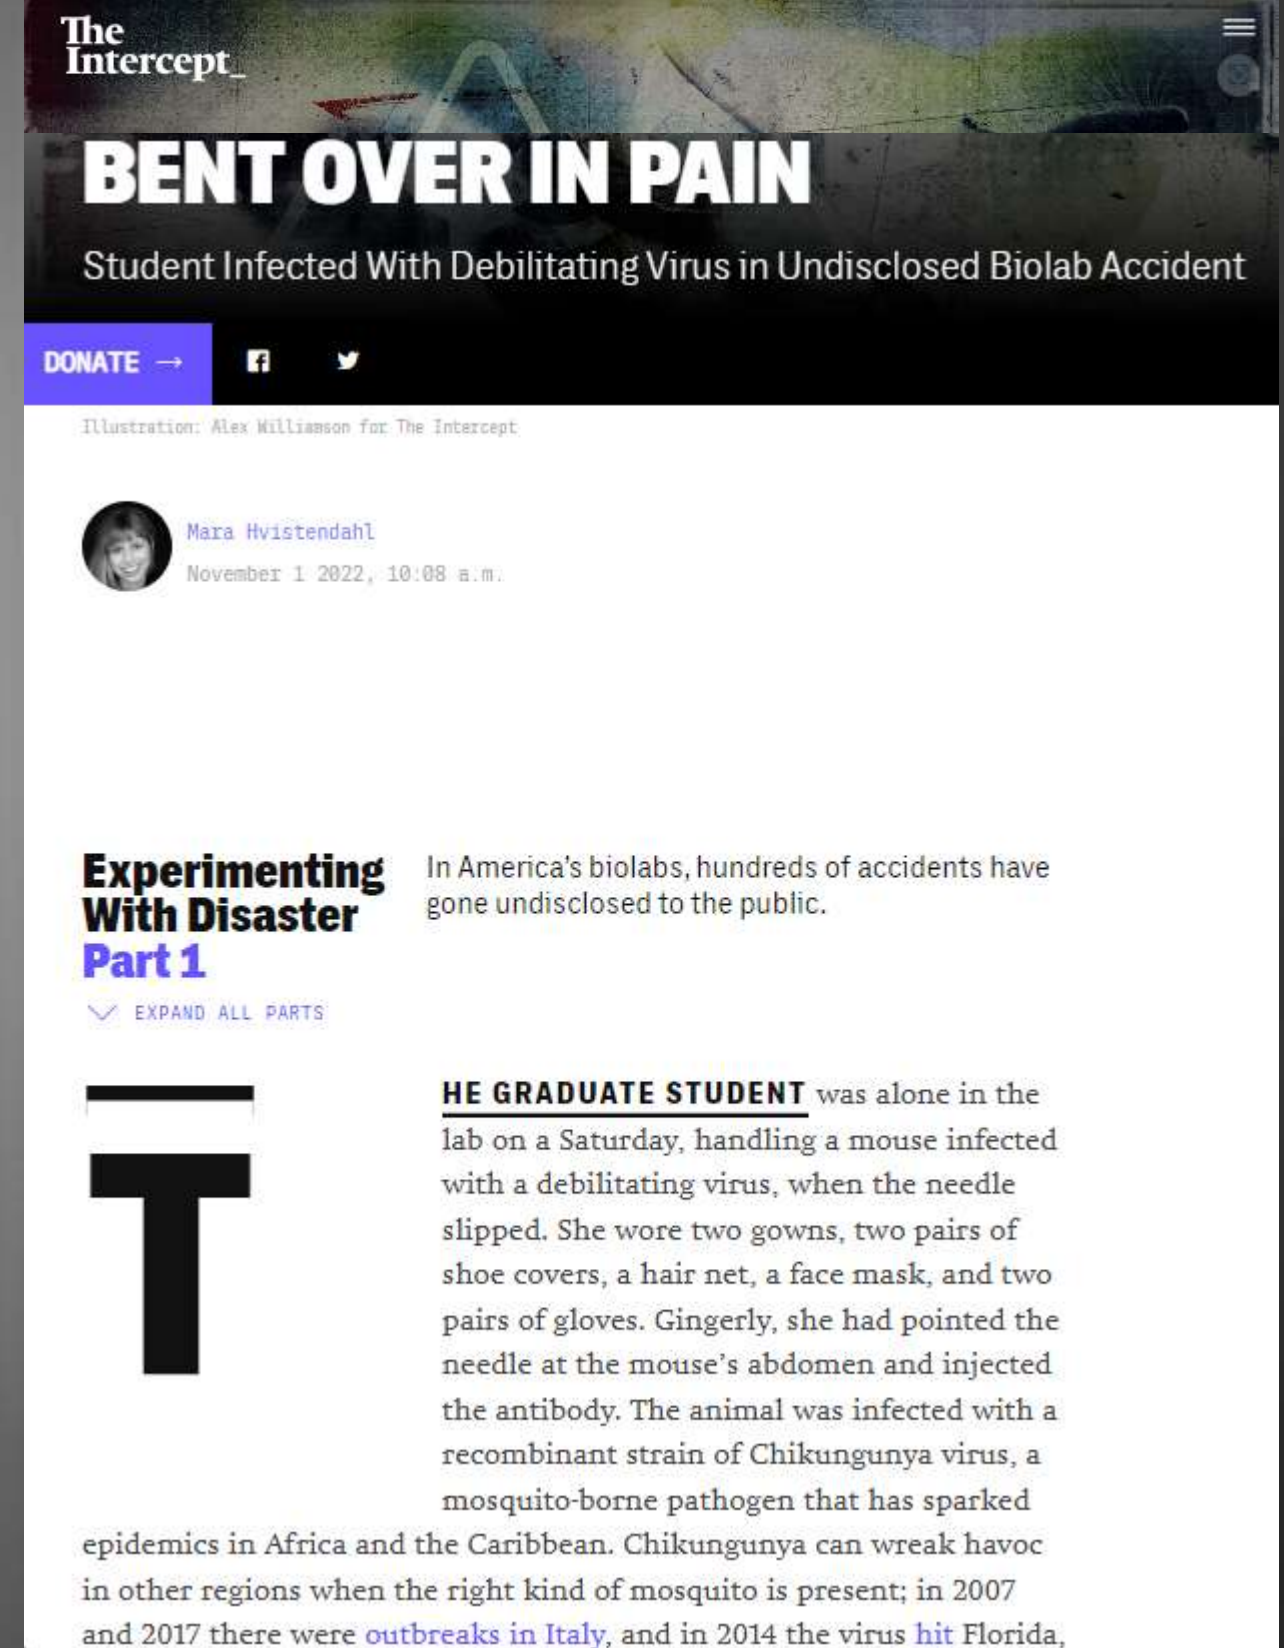 The
Intercept_
BENT OVER IN PAIN
Student Infected With Debilitating Virus in Undisclosed Biolab Accident
DONATE →
Illustration: Alex Williamson for The Intercept
Mara Hvistendahl
November 1 2022, 10:08 a.m.
Experimenting
With Disaster
Part 1
EXPAND ALL PARTS
In America's biolabs, hundreds of accidents have
gone undisclosed to the public.
T
HE GRADUATE STUDENT was alone in the
lab on a Saturday, handling a mouse infected
with a debilitating virus, when the needle
slipped. She wore two gowns, two pairs of
shoe covers, a hair net, a face mask, and two
pairs of gloves. Gingerly, she had pointed the
needle at the mouse's abdomen and injected
the antibody. The animal was infected with a
recombinant strain of Chikungunya virus, a
mosquito-borne pathogen that has sparked
epidemics in Africa and the Caribbean. Chikungunya can wreak havoc
in other regions when the right kind of mosquito is present; in 2007
and 2017 there were outbreaks in Italy, and in 2014 the virus hit Florida,